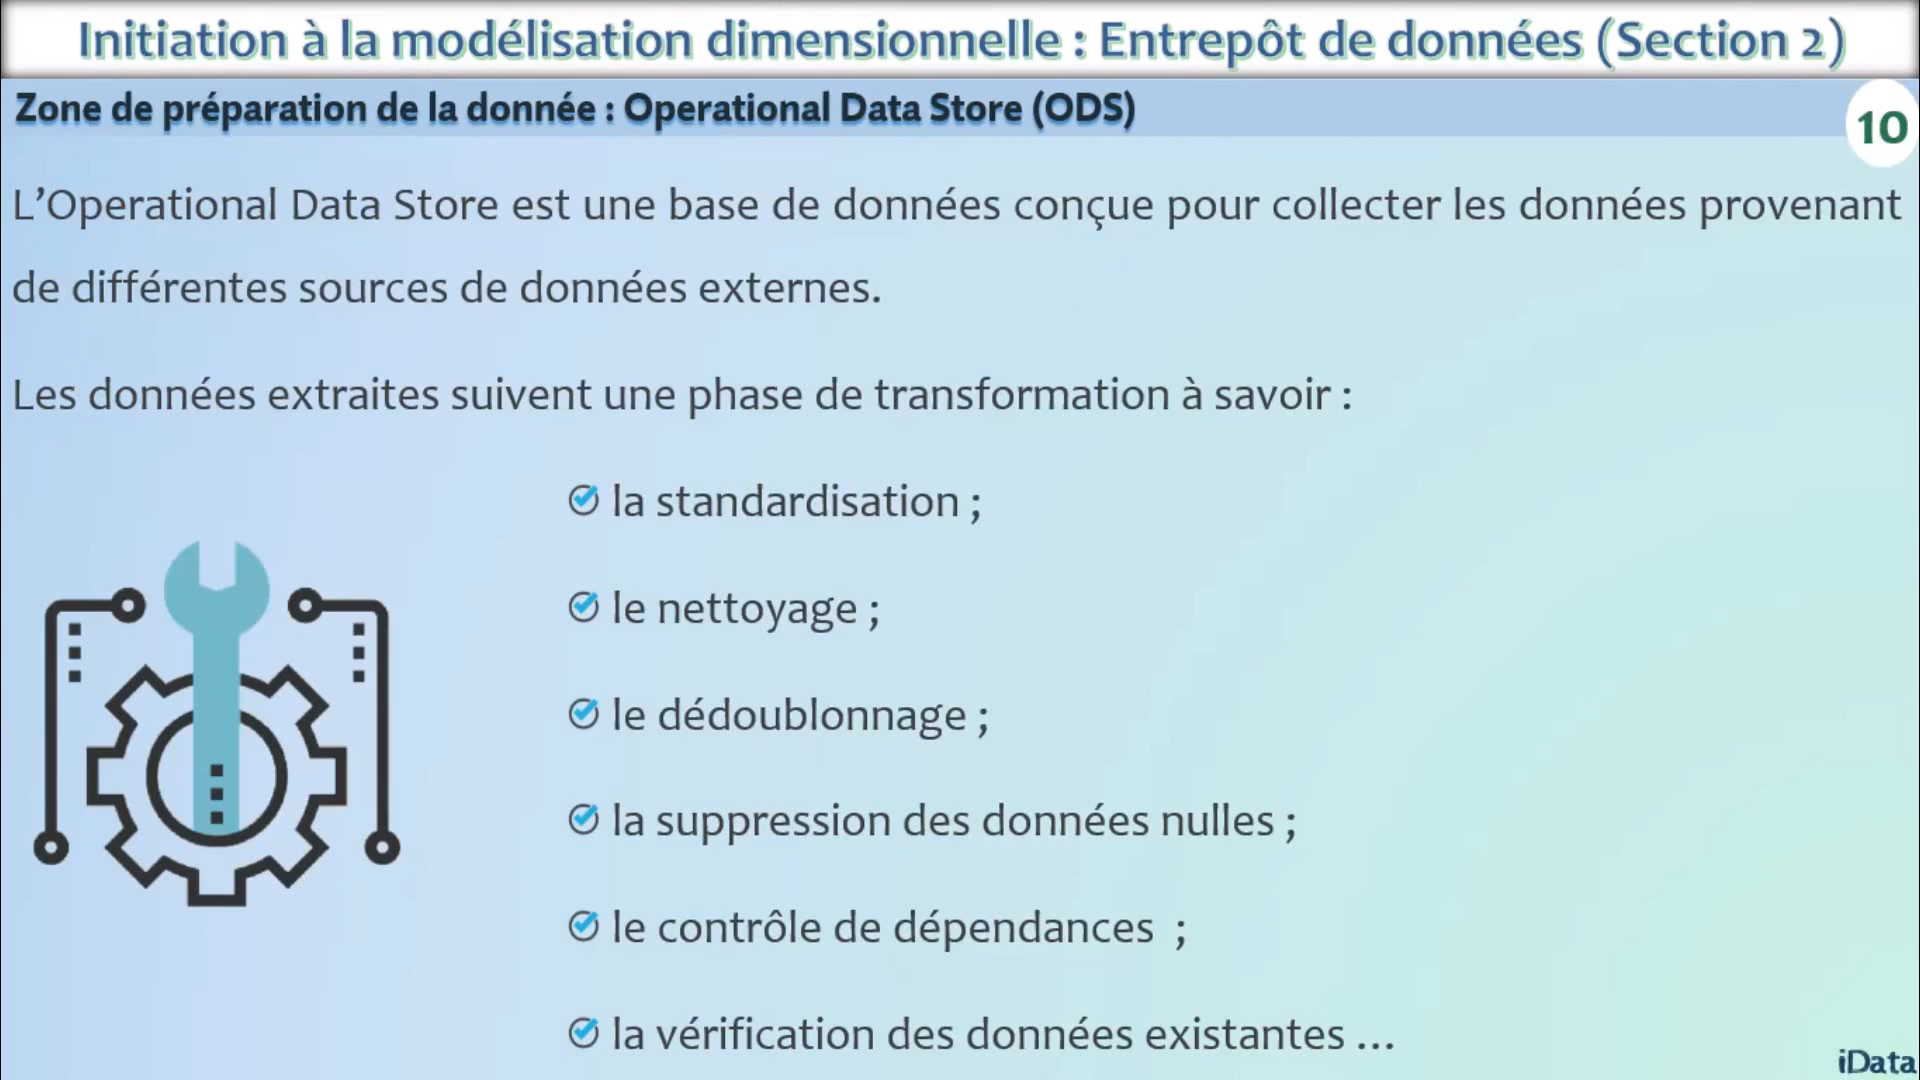 Initiation à la modélisation dimensionnelle : Entrepôt de données (Section 2)
Zone de préparation de la donnée : Operational Data Store (ODS)
10
L’Operational Data Store est une base de données conçue pour collecter les données provenant
de différentes sources de données externes.
Les données extraites suivent une phase de transformation à savoir :
la standardisation ;
le nettoyage ;
le dédoublonnage ;
la suppression des données nulles ;
le contrôle de dépendances  ;
la vérification des données existantes ...
iData